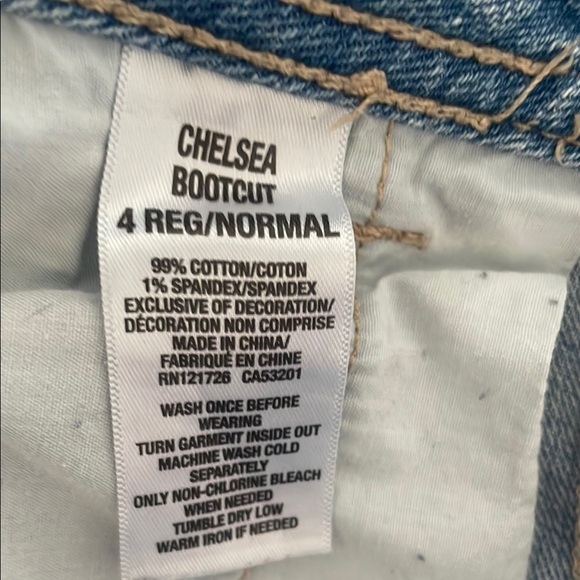 CHELSEA
BOOTCUT
4 REG/NORMAL
99% COTTON/COTON
1% SPANDEX/SPANDEX
EXCLUSIVE OF DECORATION/
DÉCORATION NON COMPRISE
MADE IN CHINA/
FABRIQUÉ EN CHINE
RN121726 CA53201
WASH ONCE BEFORE
WEARING
TURN GARMENT INSIDE OUT
MACHINE WASH COLD
SEPARATELY
ONLY NON-CHLORINE BLEACH
WHEN NEEDED
TUMBLE DRY LOW
WARM IRON IF NEEDED